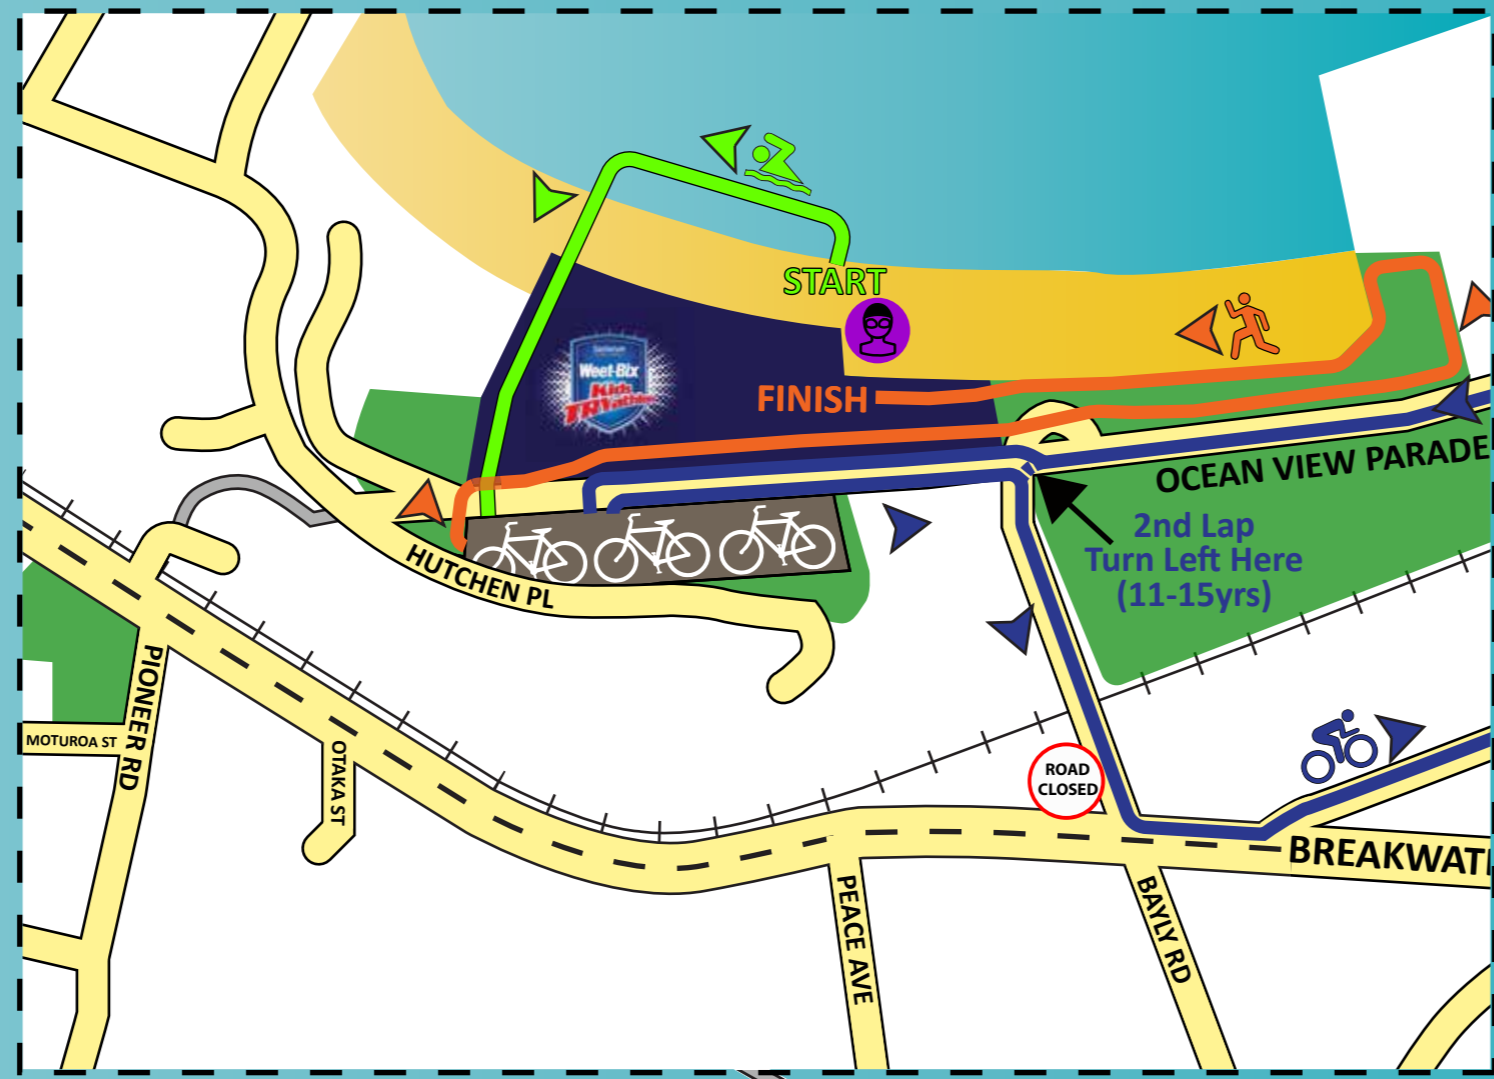 START
Weet-Bix
Kids
TRYathlon
FINISH
OCEAN VIEW PARADE
2nd Lap
Turn Left Here
(11-15yrs)
HUTCHEN PL
PIONEER RD
MOTUROA ST
OTAKA ST
ROAD
CLOSED
BREAKWAT
PEACE AVE
BAYLY RD